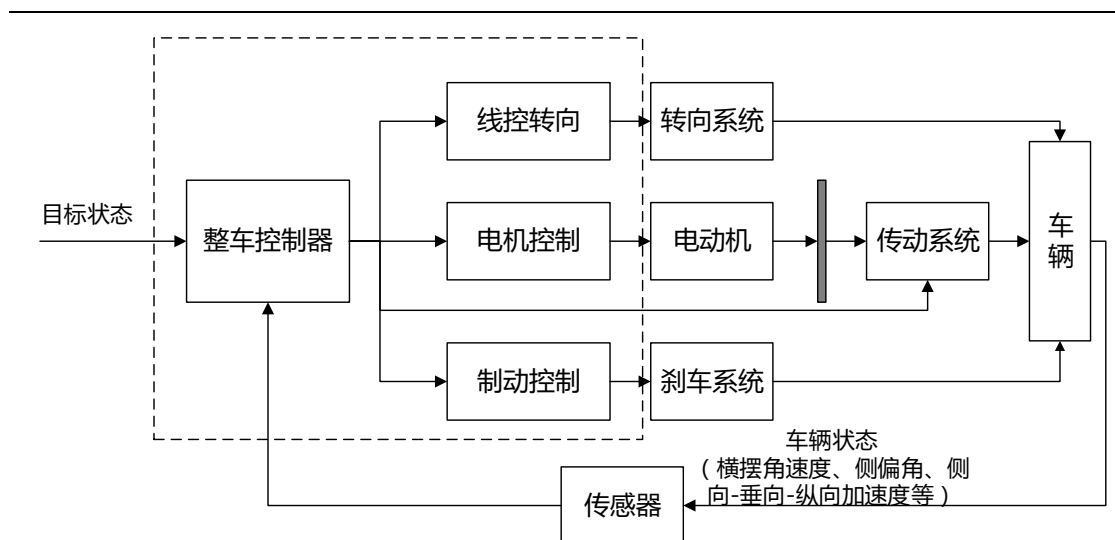 线控转向
转向系统
目标状态
整车控制器
电机控制
电动机
传动系统
车
辆
制动控制
刹车系统
车辆状态
（横摆角速度、侧偏角、侧
向-垂向-纵向加速度等）
传感器